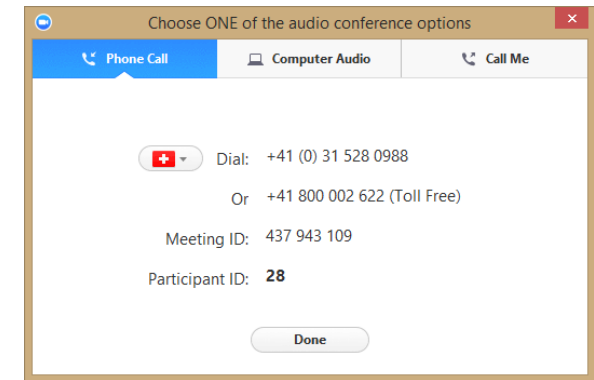 Choose ONE of the audio conference options
Phone Call Computer Audio Call Me
Dial: +41 (0) 31 528 0988
Or +41 800 002 622 (Toll Free)
Meeting ID: 437 943 109
Participant ID: 28
Done